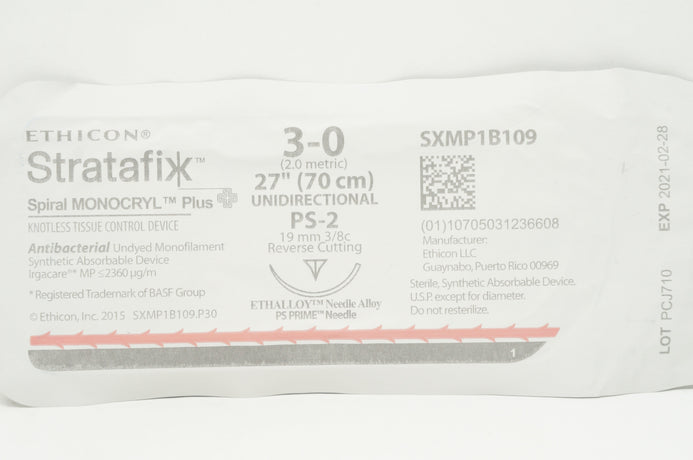 ETHICON®
Stratafix™
Spiral MONOCRYL™ Plus
KNOTLESS TISSUE CONTROL DEVICE
Antibacterial Undyed Monofilament
Synthetic Absorbable Device
Irgacare®* MP ≤2360 µg/m
* Registered Trademark of BASF Group
©Ethicon, Inc. 2015 SXMP1B109.P30
3-0
(2.0 metric)
27" (70 cm)
UNIDIRECTIONAL
PS-2
19 mm 3/8c
Reverse Cutting
ETHALLOY™ Needle Alloy
PS PRIME™ Needle
SXMP1B109
(01)10705031236608
Manufacturer:
Ethicon LLC
Guaynabo, Puerto Rico 00969
Sterile, Synthetic Absorbable Device.
U.S.P. except for diameter.
Do not resterilize.
1
LOT PCJ710
EXP 2021-02-28